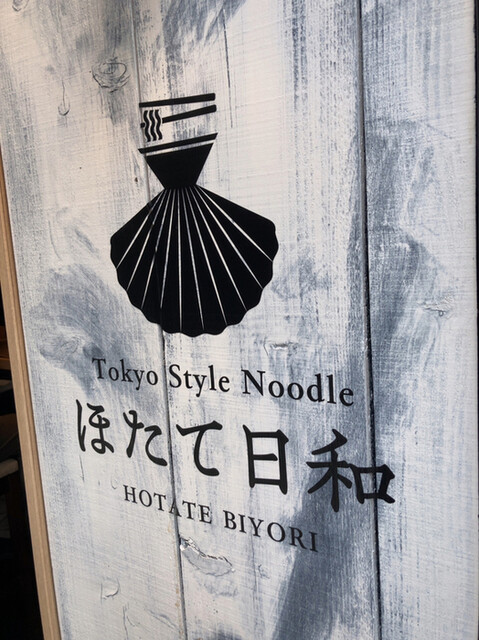 Tokyo Style Noodle
ほたて日和
HOTATE BIYORI